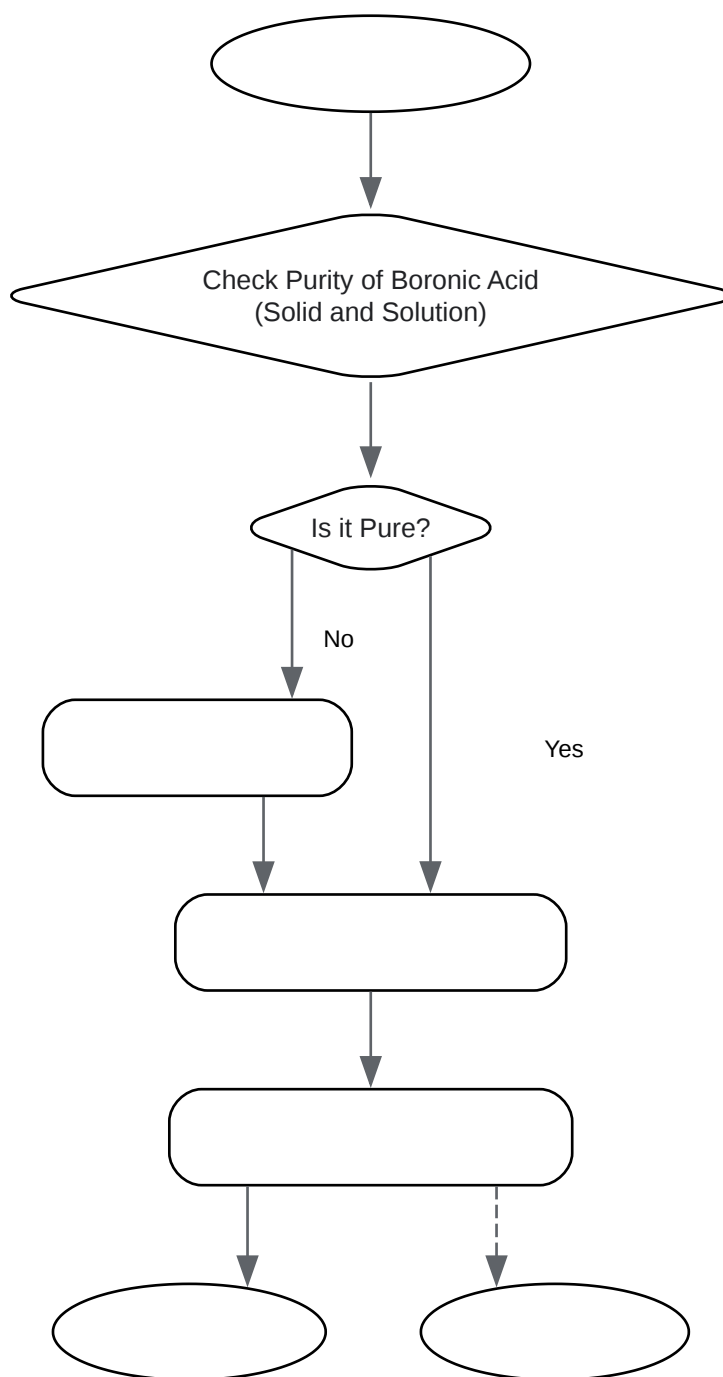 Check Purity of Boronic Acid
(Solid and Solution)
Is it Pure?
No
Yes